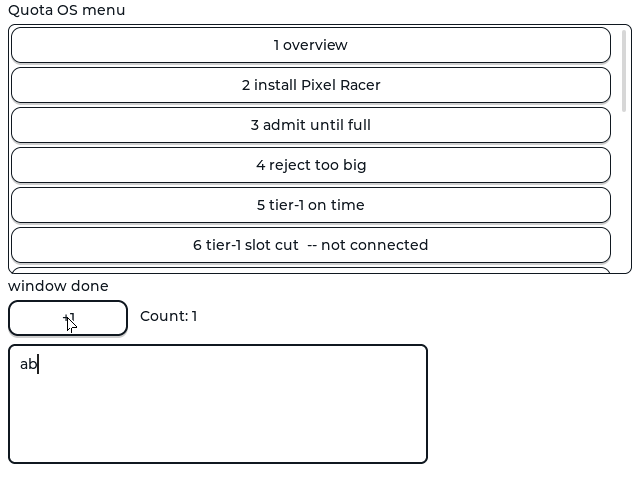 Quota OS menu
1 overview
2 install Pixel Racer
3 admit until full
4 reject too big
5 tier-1 on time
6 tier-1 slot cut  -- not connected
window done
+1
Count: 1
ab